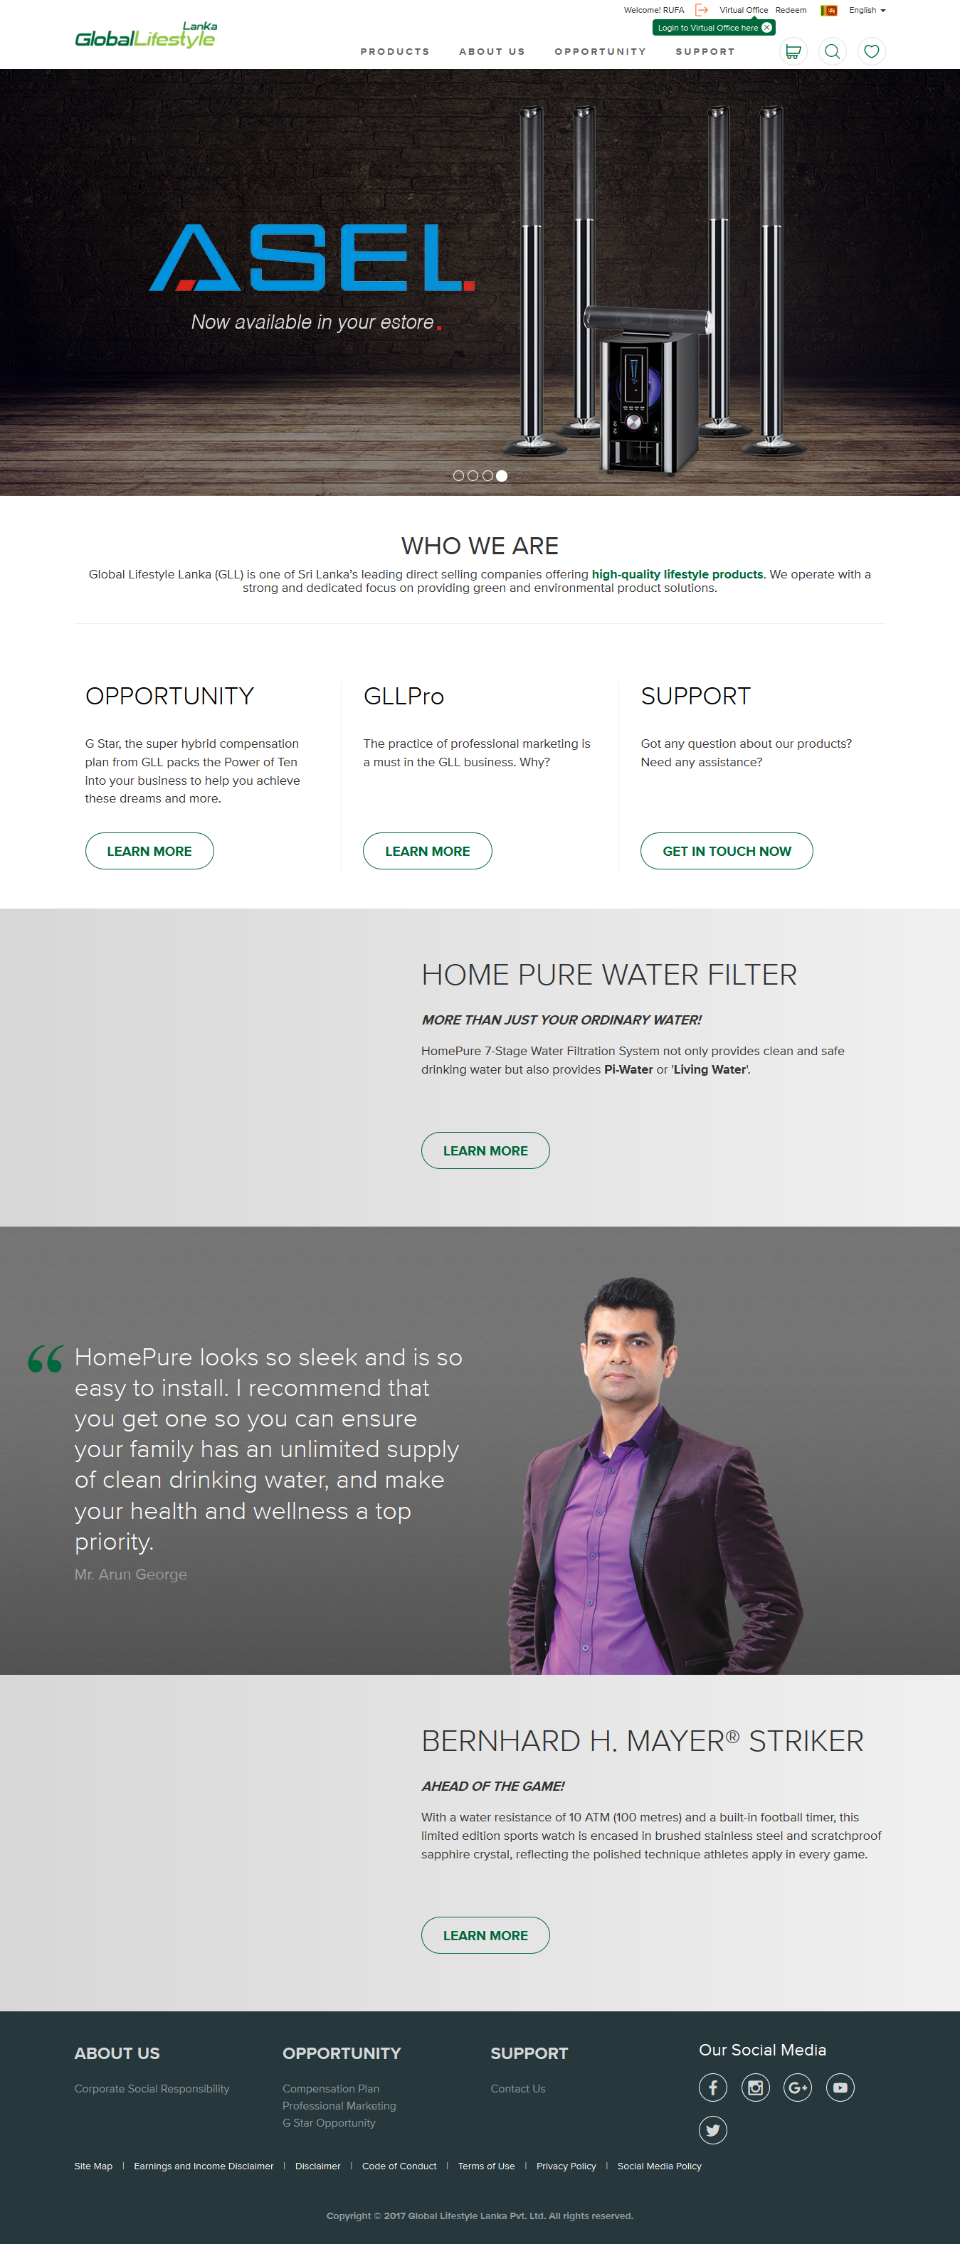 Welcome! RUFA
Virtual Office
Redeem
English
Login to Virtual Office here
Lanka
GlobalLifestyle
PRODUCTS
ABOUT US
OPPORTUNITY
SUPPORT
ASEL.
Now available in your estore.
WHO WE ARE
Global Lifestyle Lanka (GLL) is one of Sri Lanka's leading direct selling companies offering high-quality lifestyle products. We operate with a
strong and dedicated focus on providing green and environmental product solutions.
OPPORTUNITY
G Star, the super hybrid compensation
plan from GLL packs the Power of Ten
into your business to help you achieve
these dreams and more.
LEARN MORE
GLLPro
The practice of professional marketing is
a must in the GLL business. Why?
LEARN MORE
SUPPORT
Got any question about our products?
Need any assistance?
GET IN TOUCH NOW
HOME PURE WATER FILTER
MORE THAN JUST YOUR ORDINARY WATER!
HomePure 7-Stage Water Filtration System not only provides clean and safe
drinking water but also provides Pi-Water or 'Living Water'.
LEARN MORE
“ HomePure looks so sleek and is so
easy to install. I recommend that
you get one so you can ensure
your family has an unlimited supply
of clean drinking water, and make
your health and wellness a top
priority.
Mr. Arun George
BERNHARD H. MAYER® STRIKER
AHEAD OF THE GAME!
With a water resistance of 10 ATM (100 metres) and a built-in football timer, this
limited edition sports watch is encased in brushed stainless steel and scratchproof
sapphire crystal, reflecting the polished technique athletes apply in every game.
LEARN MORE
ABOUT US
Corporate Social Responsibility
OPPORTUNITY
Compensation Plan
Professional Marketing
G Star Opportunity
SUPPORT
Contact Us
Our Social Media
Site Map | Earnings and Income Disclaimer | Disclaimer | Code of Conduct | Terms of Use | Privacy Policy | Social Media Policy
Copyright © 2017 Global Lifestyle Lanka Pvt. Ltd. All rights reserved.